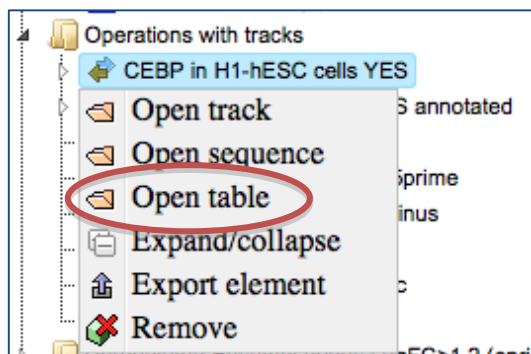 Operations with tracks
CEBP in H1-hESC cells YES
Open track
S annotated
Open sequence
5prime
Open table
inus
Expand/collapse
Export element
c
Remove